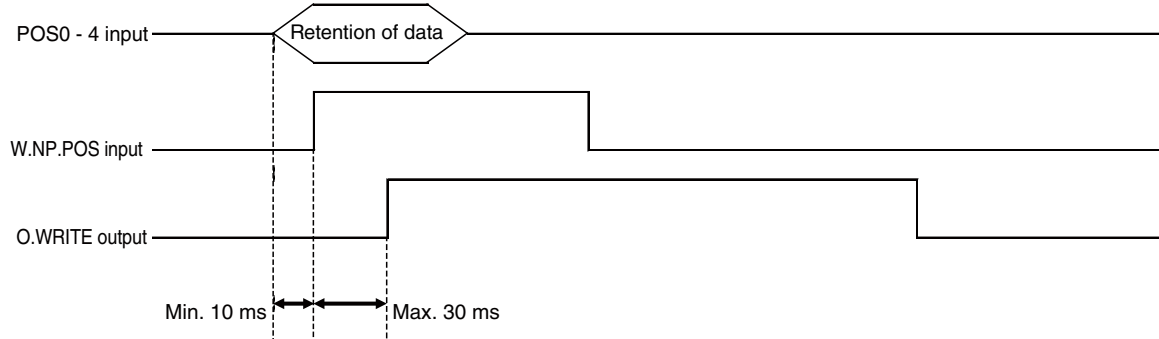 POS0 - 4 input
Retention of data
W.NP.POS input
O.WRITE output
Min. 10 ms
Max. 30 ms